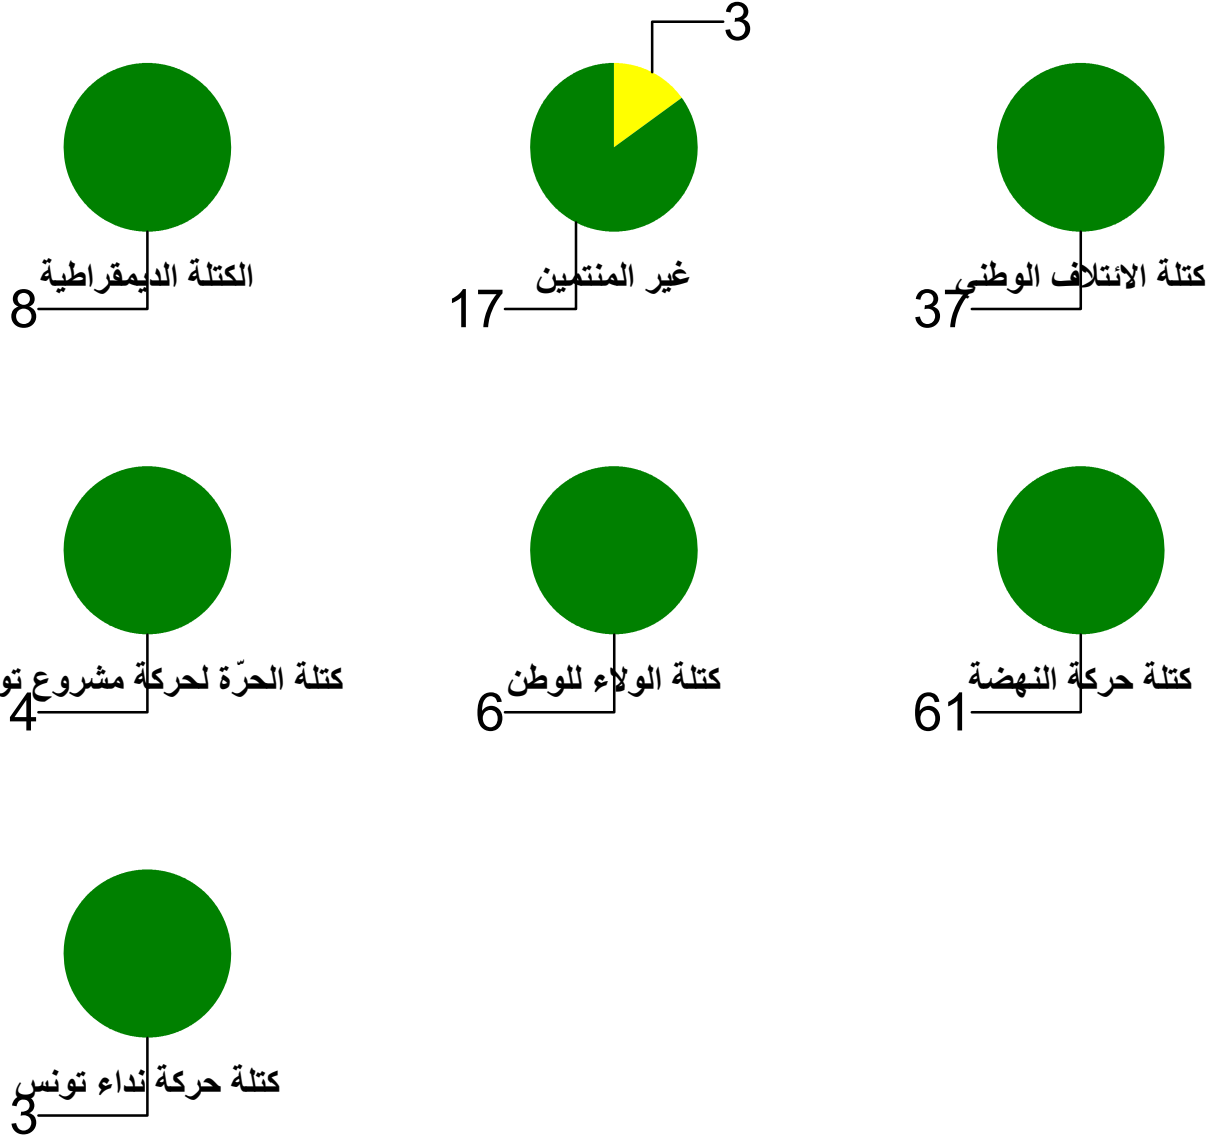 3
الكتلة الديمقراطية
8
غير المنتمين
17
كتلة الائتلاف الوطني
37
كتلة الحرّة لحركة مشروع تو
4
كتلة الولاء للوطن
6
كتلة حركة النهضة
61
كتلة حركة نداء تونس
3